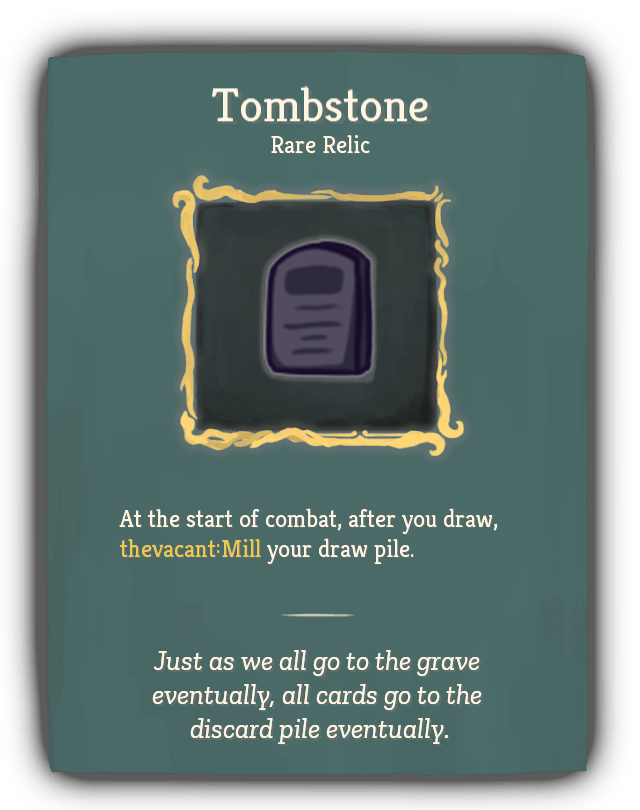 Tombstone
Rare Relic
At the start of combat, after you draw,
thevacant:Mill your draw pile.
Just as we all go to the grave
eventually, all cards go to the
discard pile eventually.